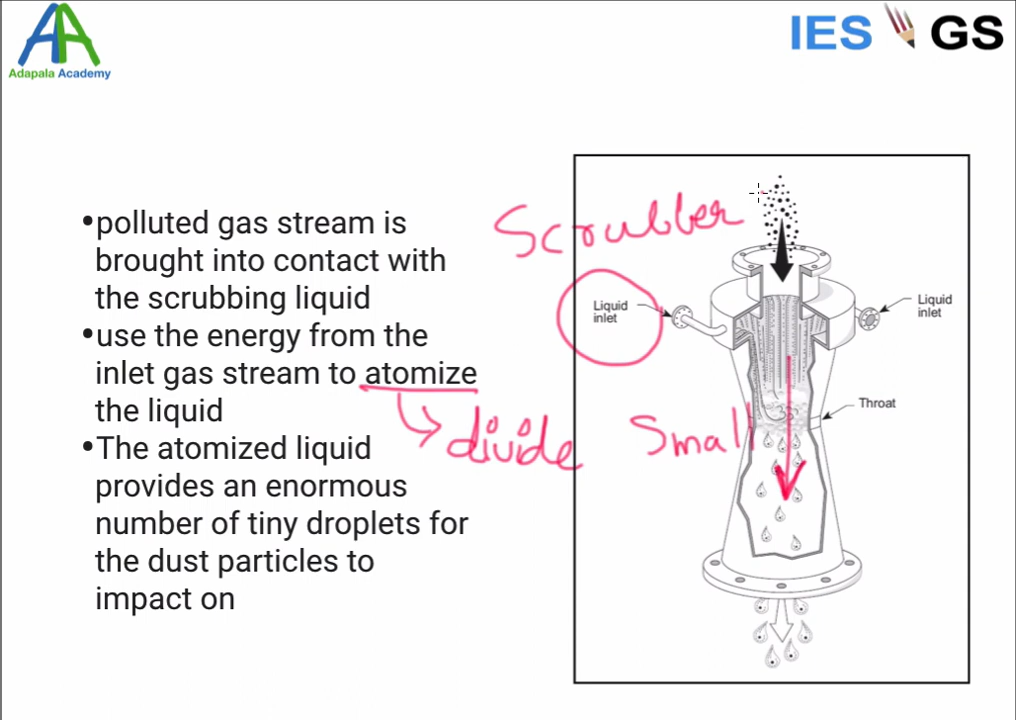 Adapala Academy
IES GS
•polluted gas stream is
brought into contact with
the scrubbing liquid
•use the energy from the
inlet gas stream to atomize
the liquid
•The atomized liquid
provides an enormous
number of tiny droplets for
the dust particles to
impact on
Scrubber
Liquid
inlet
Liquid
inlet
Throat
divide Small